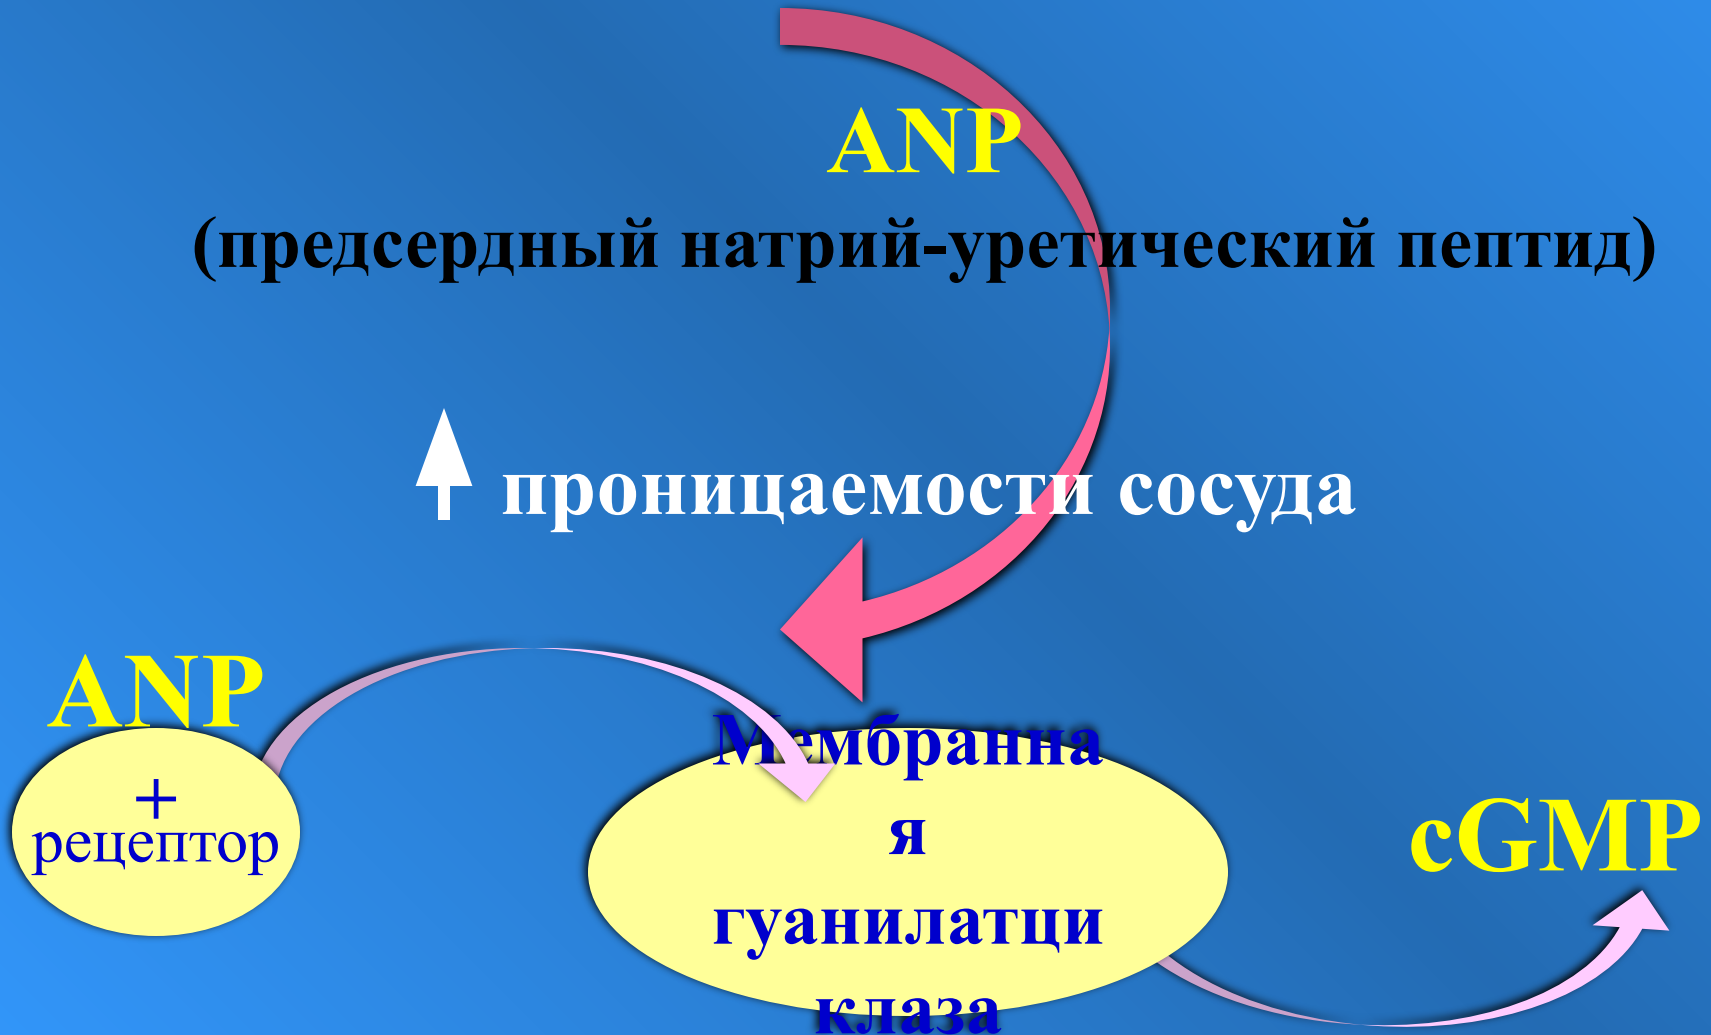 ANP
(предсердный натрий-уретический пептид)
проницаемости сосуда
ANP
+
рецептор
Мембранна
я
гуанилатци
клаза
cGMP